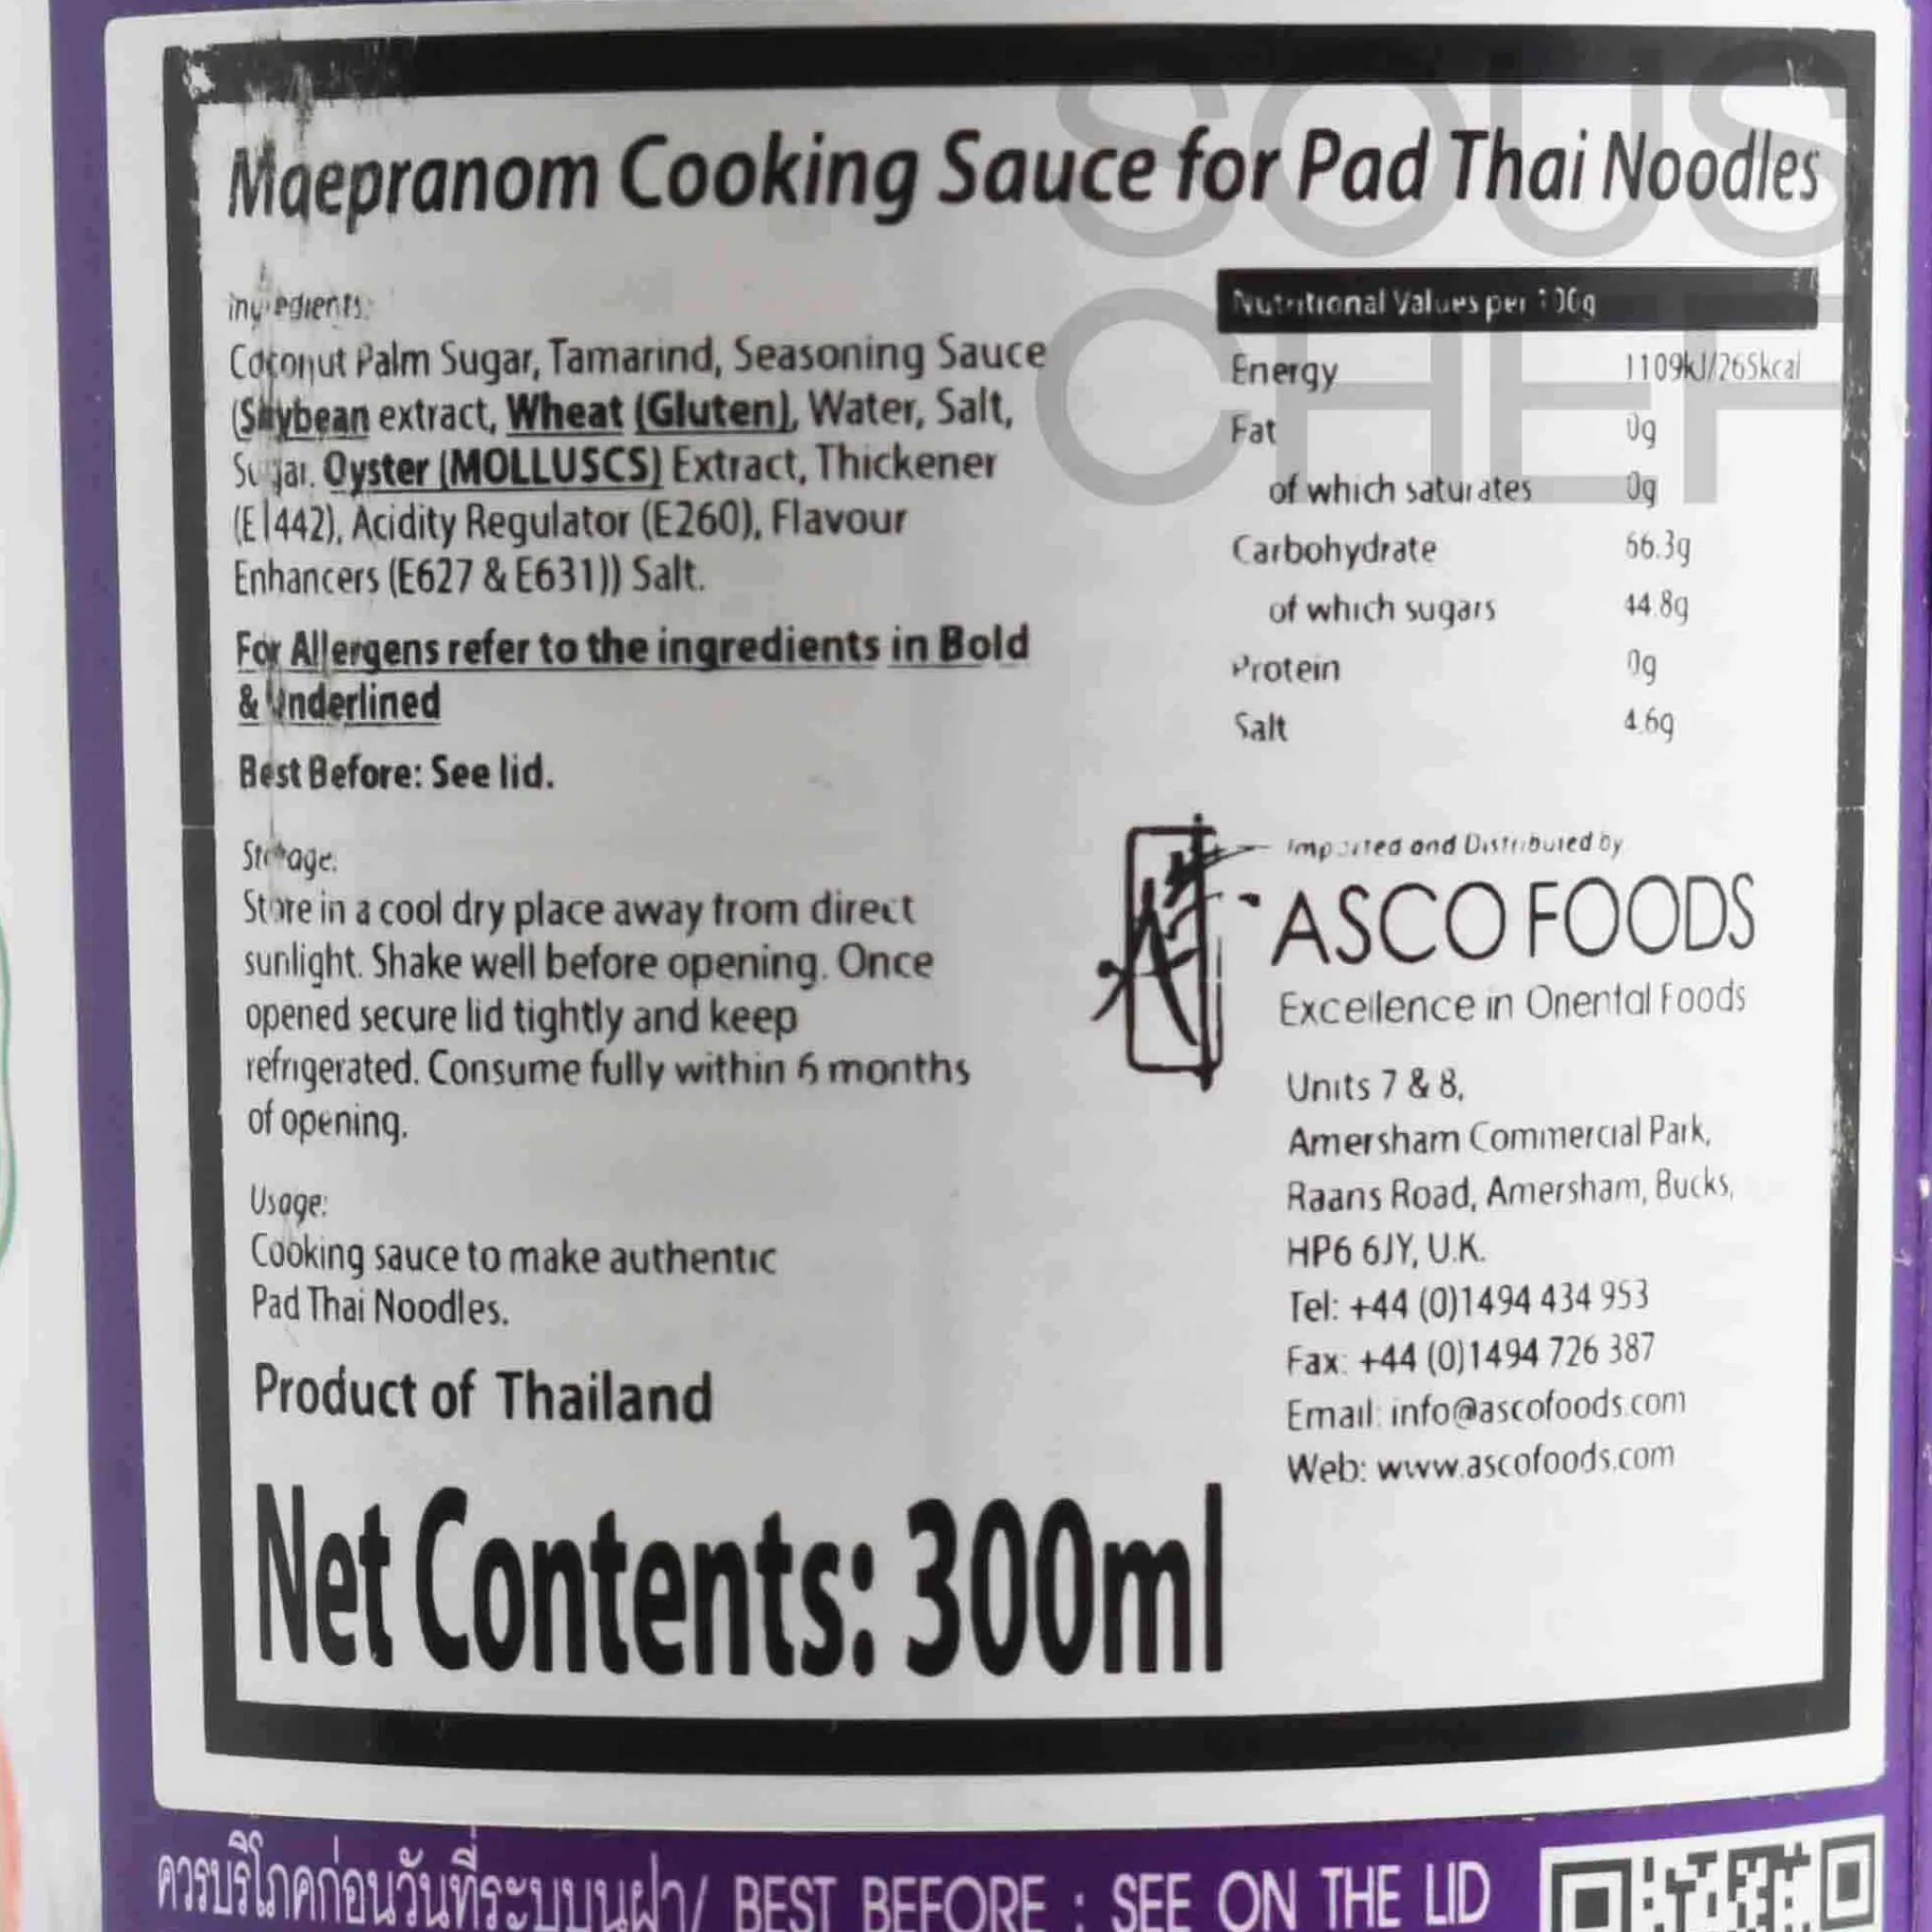 SOUS
CHEF
Maepranom Cooking Sauce for Pad Thai Noodles
Ingredients:
Coconut Palm Sugar, Tamarind, Seasoning Sauce
(Soybean extract, Wheat (Gluten), Water, Salt,
Sugar, Oyster (MOLLUSCS) Extract, Thickener
(E1442), Acidity Regulator (E260), Flavour
Enhancers (E627 & E631)) Salt.
For Allergens refer to the ingredients in Bold
& Underlined
Best Before: See lid.
Storage:
Store in a cool dry place away from direct
sunlight. Shake well before opening. Once
opened secure lid tightly and keep
refrigerated. Consume fully within 6 months
of opening.
Usage:
Cooking sauce to make authentic
Pad Thai Noodles.
Product of Thailand
Net Contents: 300ml
Nutritional Values per 100g
Energy 1109kJ/265kcal
Fat 0g
of which saturates 0g
Carbohydrate 66.3g
of which sugars 44.8g
Protein 0g
Salt 4.6g
Imported and Distributed by
ASCO FOODS
Excellence in Oriental Foods
Units 7 & 8,
Amersham Commercial Park,
Raans Road, Amersham, Bucks,
HP6 6JY, U.K.
Tel: +44 (0)1494 434 953
Fax: +44 (0)1494 726 387
Email: info@ascofoods.com
Web: www.ascofoods.com
ควรบริโภคก่อนวันที่ระบุบนฝา/ BEST BEFORE : SEE ON THE LID